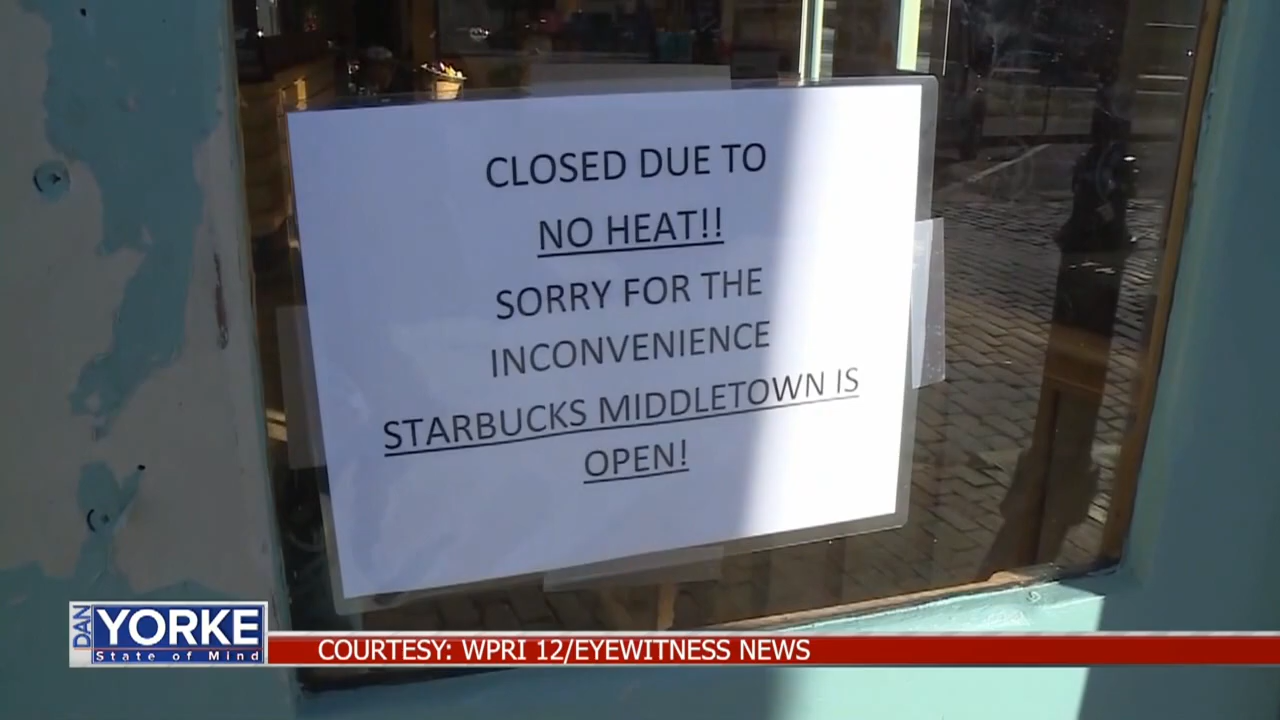 CLOSED DUE TO
NO HEAT!!
SORRY FOR THE
INCONVENIENCE
STARBUCKS MIDDLETOWN IS
OPEN!
DAN
YORKE
State of Mind
COURTESY: WPRI 12/EYEWITNESS NEWS